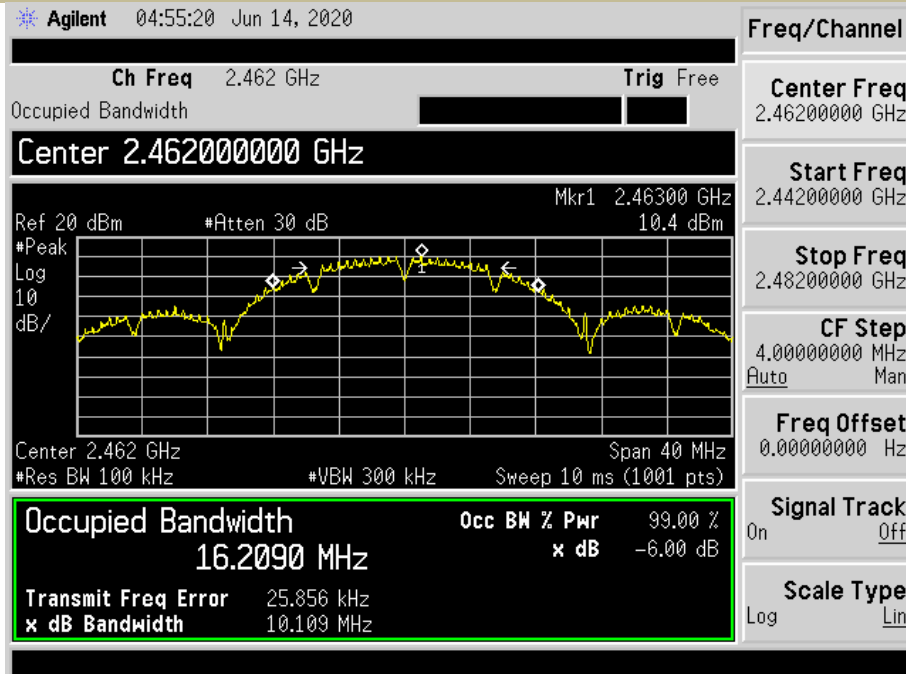 Agilent 04:55:20 Jun 14, 2020
Ch Freq 2.462 GHz Trig Free
Occupied Bandwidth
Center 2.462000000 GHz
Mkr1 2.46300 GHz
Ref 20 dBm #Atten 30 dB 10.4 dBm
#Peak
Log
10
dB/
1
Center 2.462 GHz Span 40 MHz
#Res BW 100 kHz #VBW 300 kHz Sweep 10 ms (1001 pts)
Occupied Bandwidth Occ BW % Pwr 99.00 %
16.2090 MHz x dB -6.00 dB
Transmit Freq Error 25.856 kHz
x dB Bandwidth 10.109 MHz
Freq/Channel
Center Freq
2.46200000 GHz
Start Freq
2.44200000 GHz
Stop Freq
2.48200000 GHz
CF Step
4.00000000 MHz
Auto Man
Freq Offset
0.00000000 Hz
Signal Track
On Off
Scale Type
Log Lin